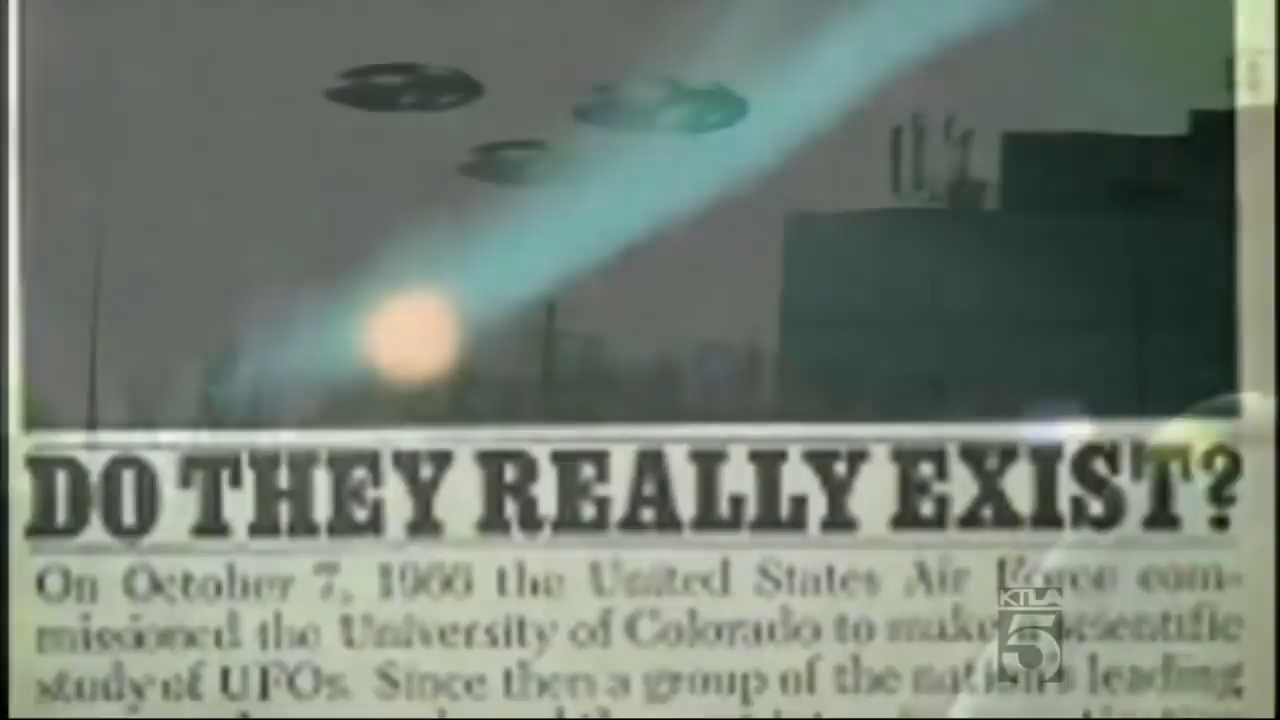 DO THEY REALLY EXIST?
On October 7, 1966 the United States Air Force com-
missioned the University of Colorado to make a scientific
study of UFOs. Since then a group of the nation's leading
KTLA
5